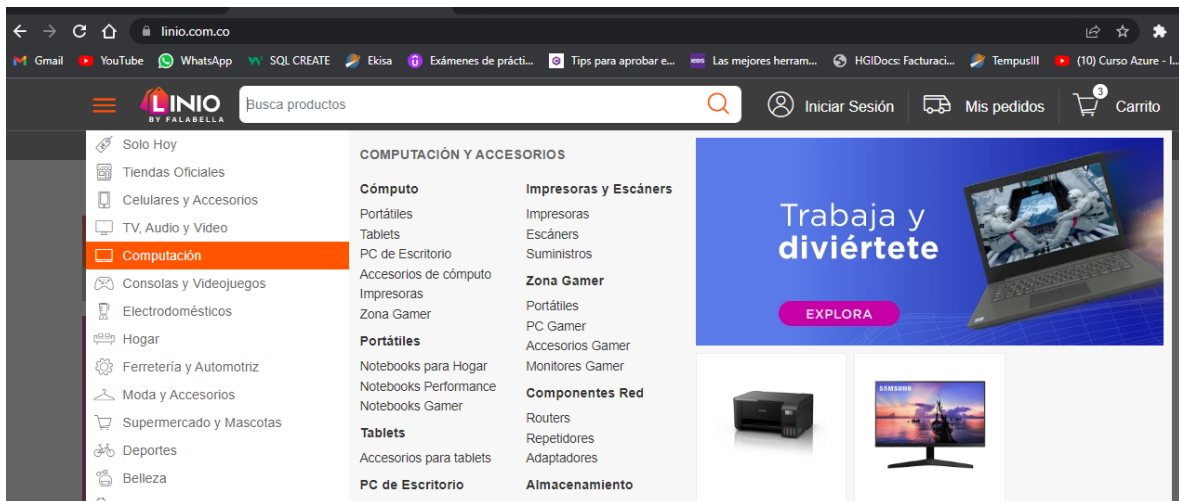 linio.com.co
Gmail
YouTube
WhatsApp
SQL CREATE
Ekisa
Exámenes de prácti...
Tips para aprobar e...
Las mejores herram...
HGIDocs: Facturaci...
TempusIII
(10) Curso Azure - I...
LINIO
BY FALABELLA
Busca productos
Iniciar Sesión
Mis pedidos
3
Carrito
Solo Hoy
Tiendas Oficiales
Celulares y Accesorios
TV, Audio y Video
Computación
Consolas y Videojuegos
Electrodomésticos
Hogar
Ferretería y Automotriz
Moda y Accesorios
Supermercado y Mascotas
Deportes
Belleza
COMPUTACIÓN Y ACCESORIOS
Cómputo
Portátiles
Tablets
PC de Escritorio
Accesorios de cómputo
Impresoras
Zona Gamer
Portátiles
Notebooks para Hogar
Notebooks Performance
Notebooks Gamer
Tablets
Accesorios para tablets
PC de Escritorio
Impresoras y Escáners
Impresoras
Escáners
Suministros
Zona Gamer
Portátiles
PC Gamer
Accesorios Gamer
Monitores Gamer
Componentes Red
Routers
Repetidores
Adaptadores
Almacenamiento
Trabaja y
diviértete
EXPLORA
SAMSUNG